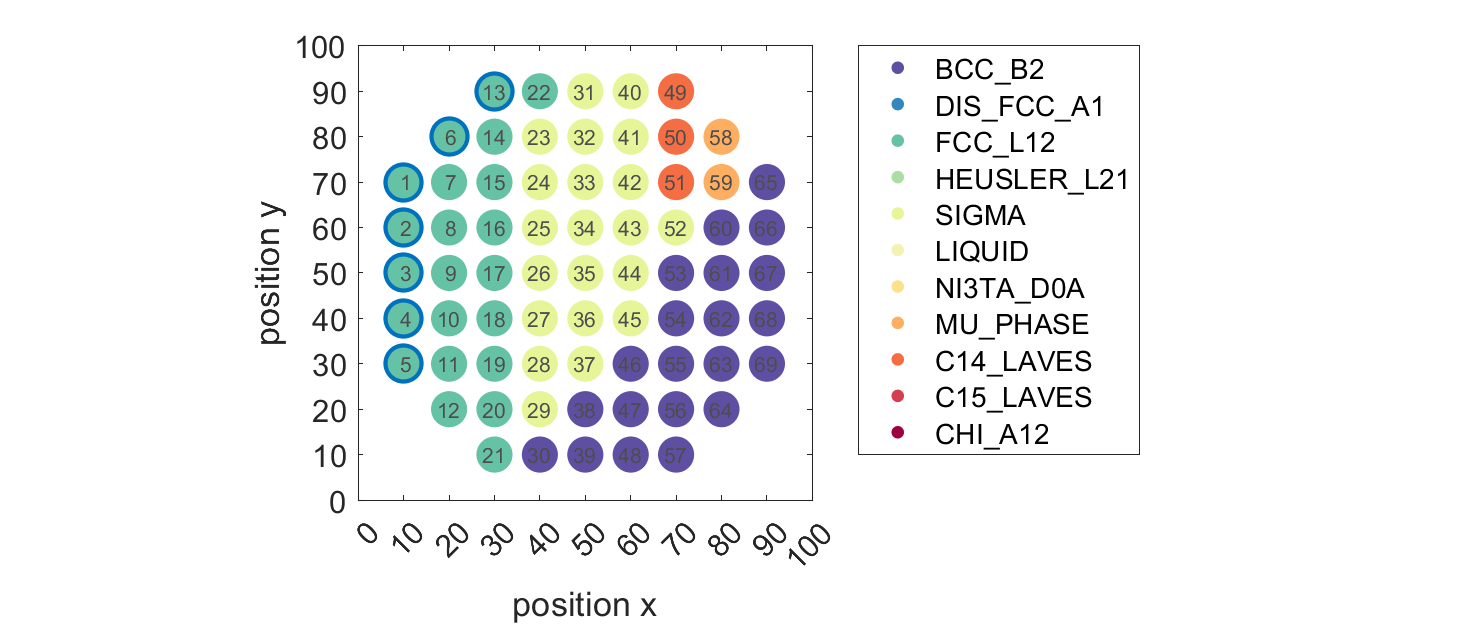 100
90
80
70
60
50
40
30
20
10
0
13 22 31 40 49
6 14 23 32 41 50 58
1 7 15 24 33 42 51 59 65
2 8 16 25 34 43 52 60 66
3 9 17 26 35 44 53 61 67
4 10 18 27 36 45 54 62 68
5 11 19 28 37 46 55 63 69
12 20 29 38 47 56 64
21 30 39 48 57
0 10 20 30 40 50 60 70 80 90 100
position x
position y
BCC_B2
DIS_FCC_A1
FCC_L12
HEUSLER_L21
SIGMA
LIQUID
NI3TA_D0A
MU_PHASE
C14_LAVES
C15_LAVES
CHI_A12